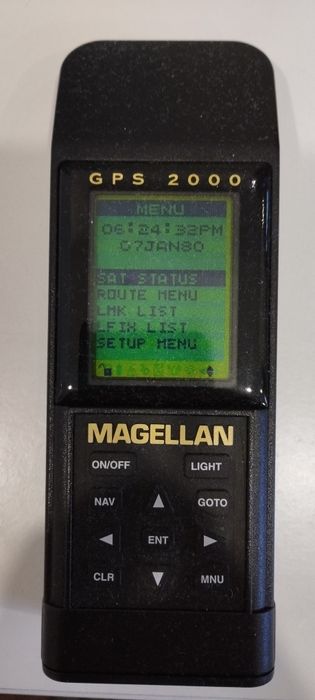 GPS 2000
MENU
06:24:33PM
07JAN80
SAT STATUS
ROUTE MENU
LMK LIST
LFIX LIST
SETUP MENU
MAGELLAN
ON/OFF LIGHT
NAV GOTO
ENT
CLR MNU